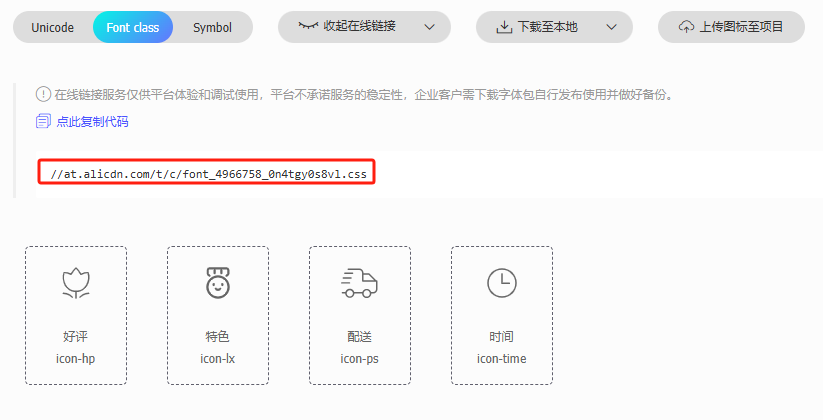 Unicode Font class Symbol 收起在线链接 下载至本地 上传图标至项目
在线链接服务仅供平台体验和调试使用，平台不承诺服务的稳定性，企业客户需下载字体包自行发布使用并做好备份。
点此复制代码
//at.alicdn.com/t/c/font_4966758_0n4tgy0s8vl.css
好评 特色 配送 时间
icon-hp icon-lx icon-ps icon-time